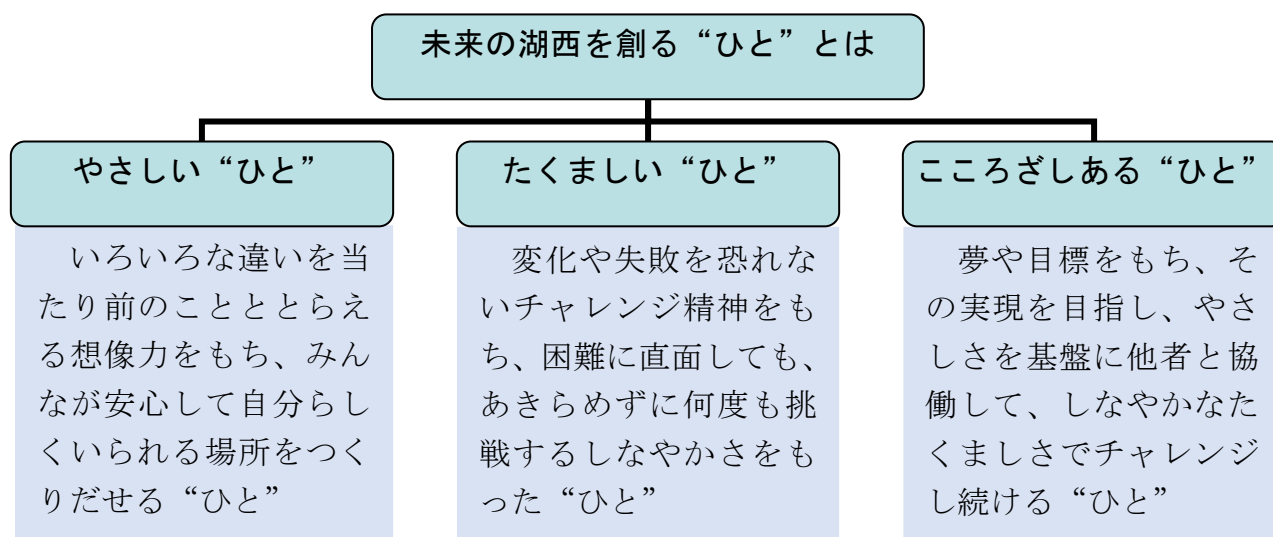 未来の湖西を創る“ひと”とは
やさしい“ひと”
いろいろな違いを当
たり前のことととらえ
る想像力をもち、みん
なが安心して自分らし
くいられる場所をつく
りだせる“ひと”
たくましい“ひと”
変化や失敗を恐れな
いチャレンジ精神をも
ち、困難に直面しても、
あきらめずに何度も挑
戦するしなやかさをも
った“ひと”
こころざしある“ひと”
夢や目標をもち、そ
の実現を目指し、やさ
しさを基盤に他者と協
働して、しなやかなた
くましさでチャレンジ
し続ける“ひと”